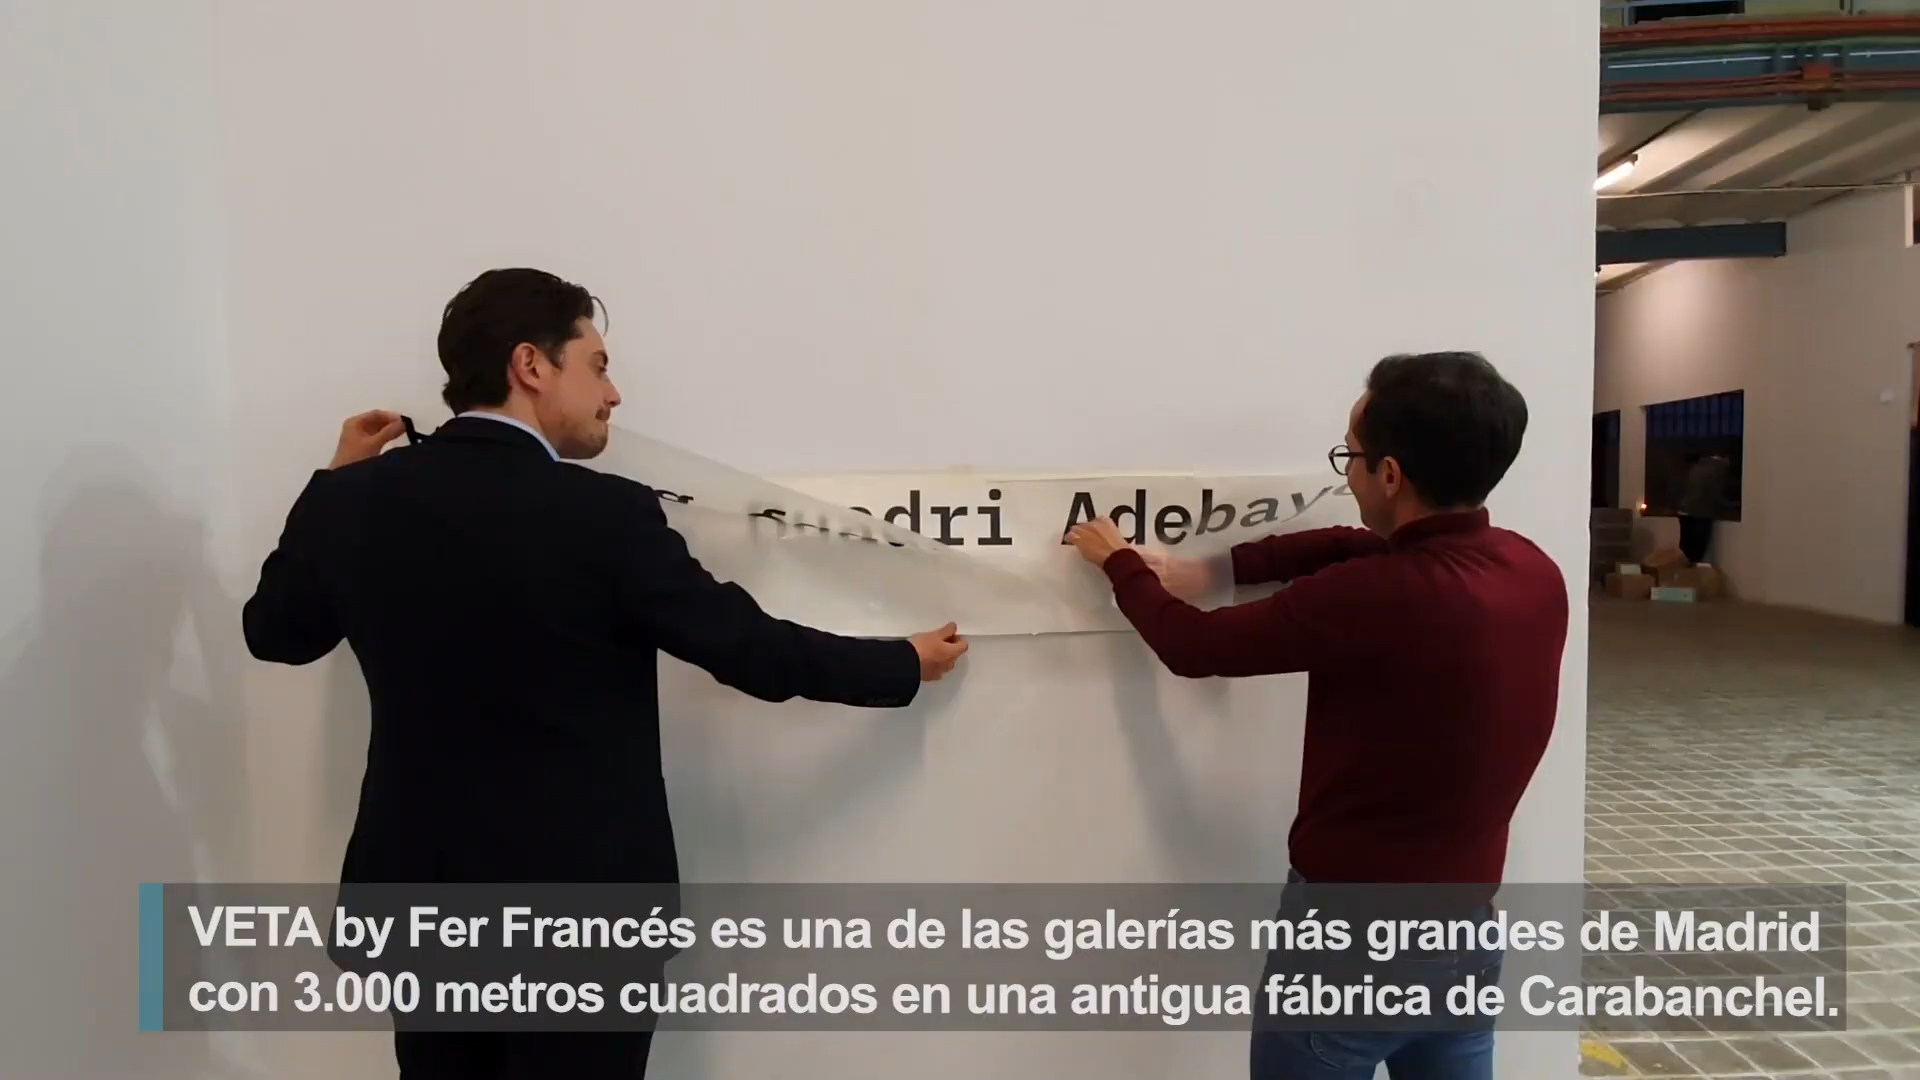 Adebayo
VETA by Fer Francés es una de las galerías más grandes de Madrid
con 3.000 metros cuadrados en una antigua fábrica de Carabanchel.